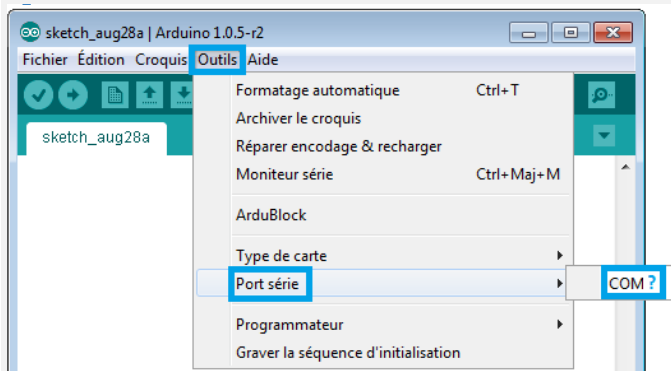 sketch_aug28a | Arduino 1.0.5-r2
Fichier Édition Croquis Outils Aide
sketch_aug28a
Formatage automatique Ctrl+T
Archiver le croquis
Réparer encodage & recharger
Moniteur série Ctrl+Maj+M
ArduBlock
Type de carte
Port série
COM ?
Programmateur
Graver la séquence d'initialisation